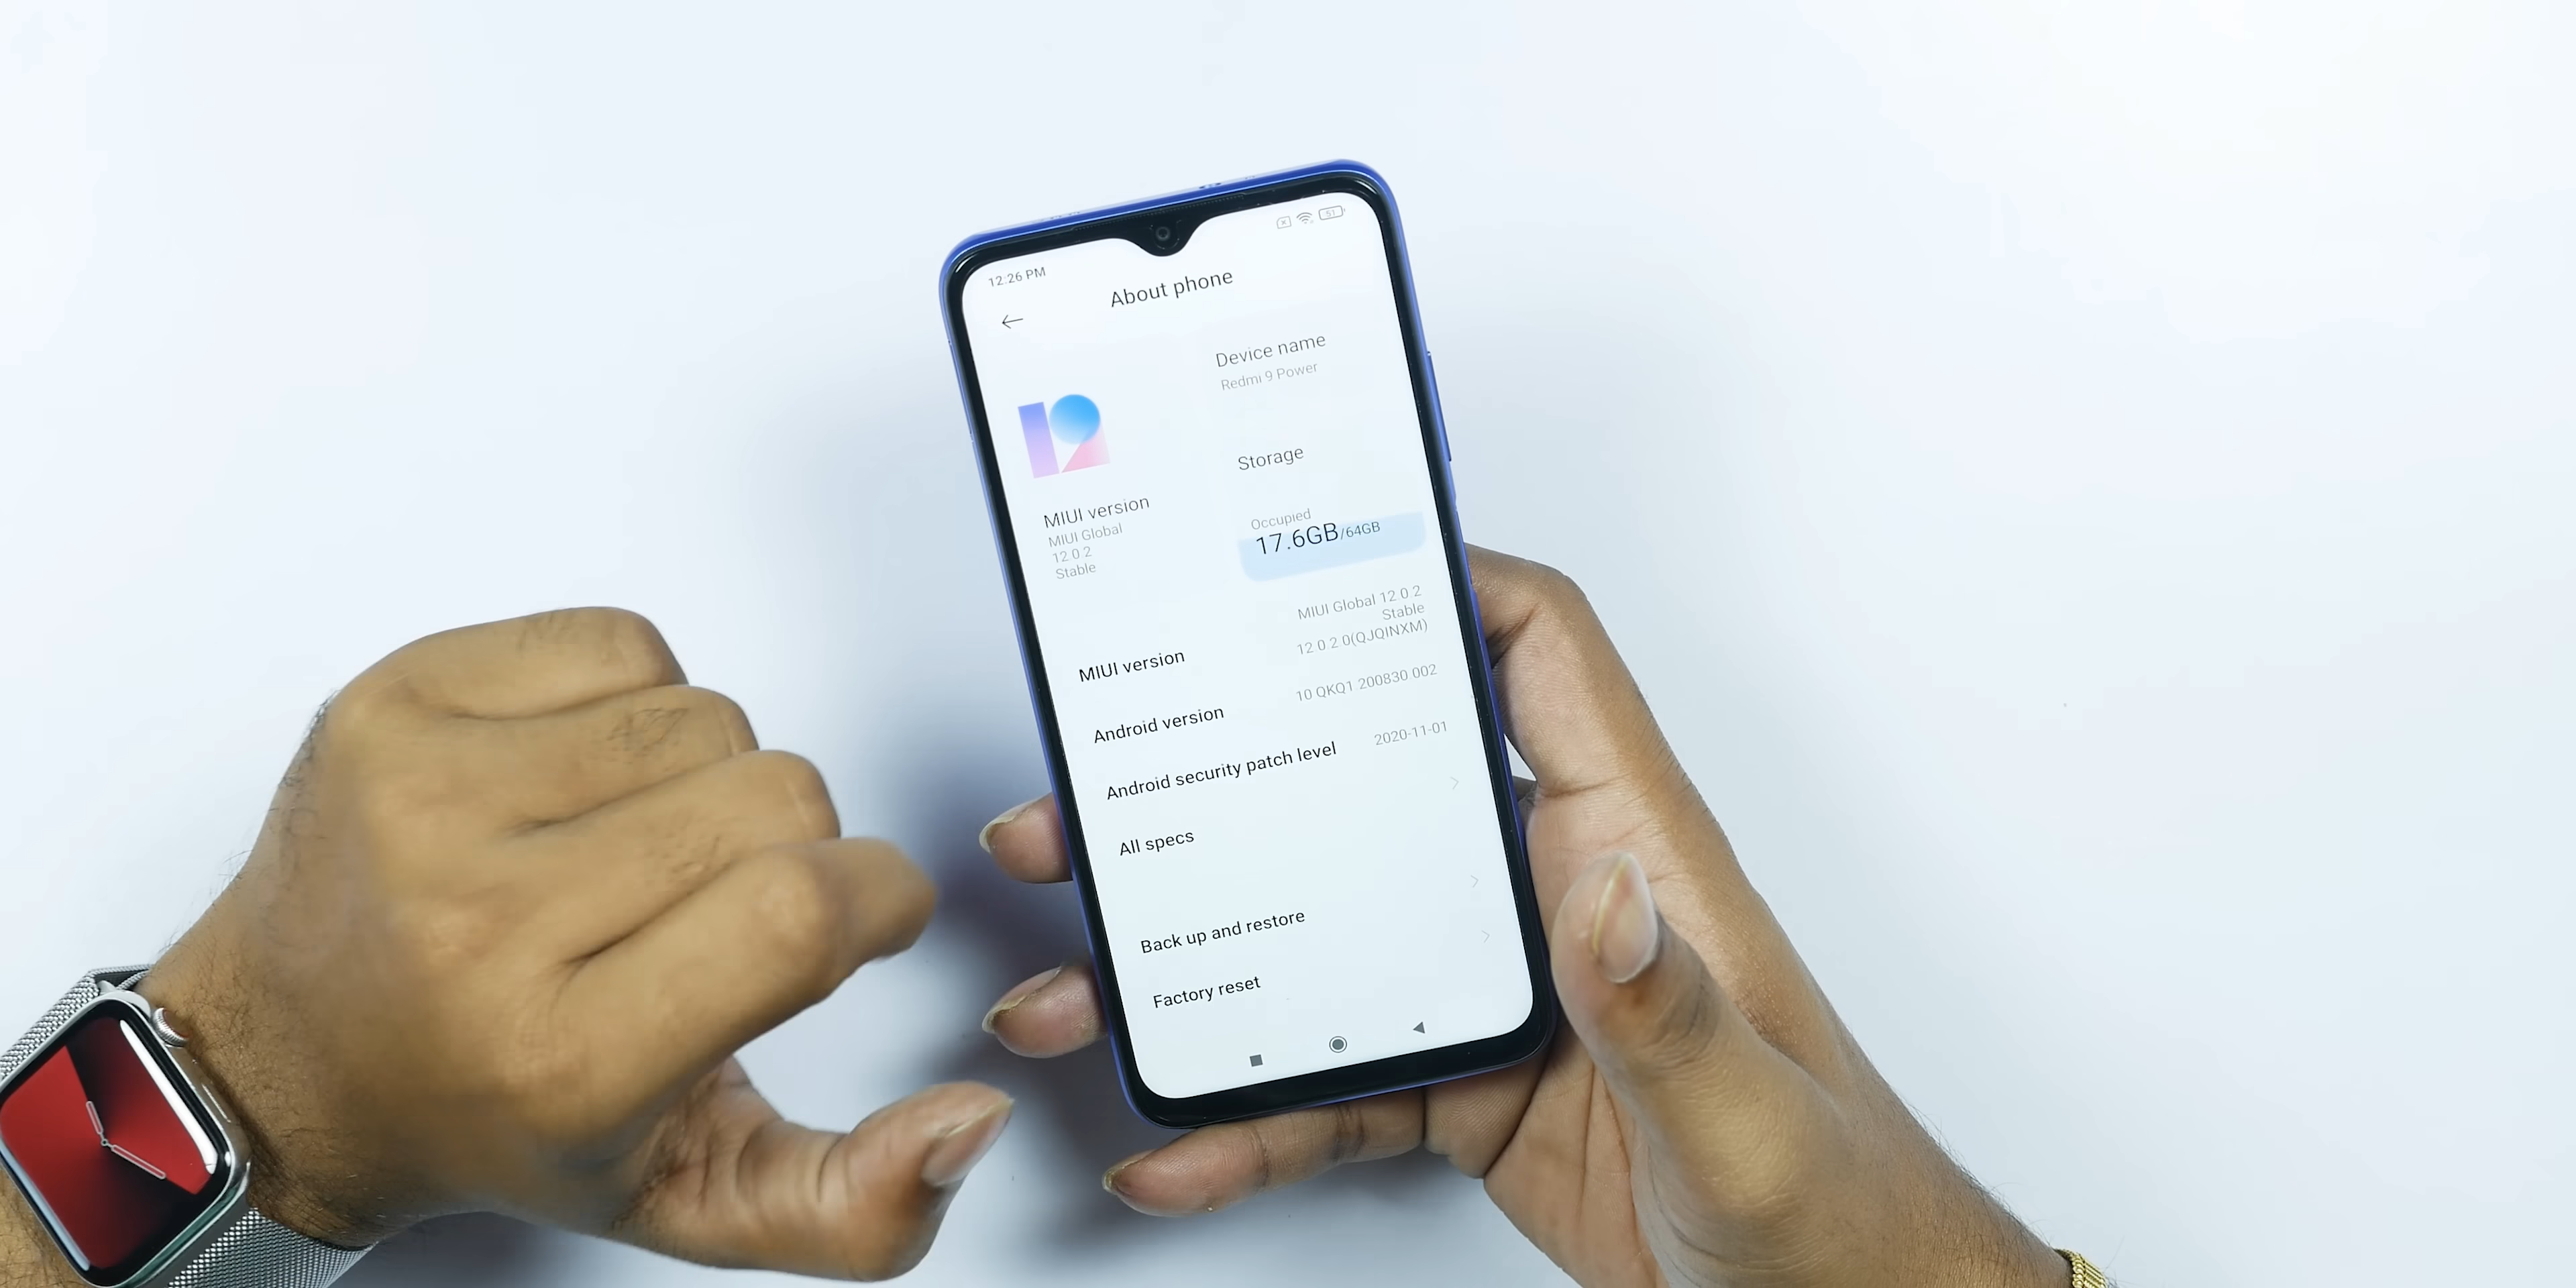 12:26 PM
51
About phone
Device name
Redmi 9 Power
12
MIUI version
MIUI Global
12.0.2
Stable
Storage
Occupied
17.6GB/64GB
MIUI version
MIUI Global 12.0.2
Stable
12.0.2.0(QJQINXM)
Android version
10 QKQ1.200830.002
Android security patch level
2020-11-01
All specs
Back up and restore
Factory reset